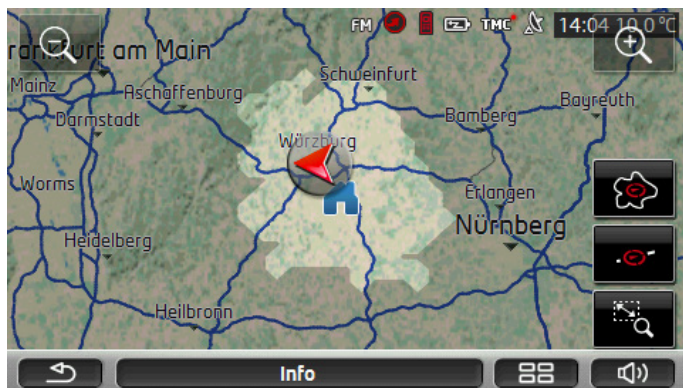 FM TMC 14:04 10.0 °C
rankfurt am Main
Mainz
Schweinfurt
Aschaffenburg
Bayreuth
Bamberg
Darmstadt
Würzburg
Worms
Erlangen
Nürnberg
Heidelberg
Heilbronn
Info